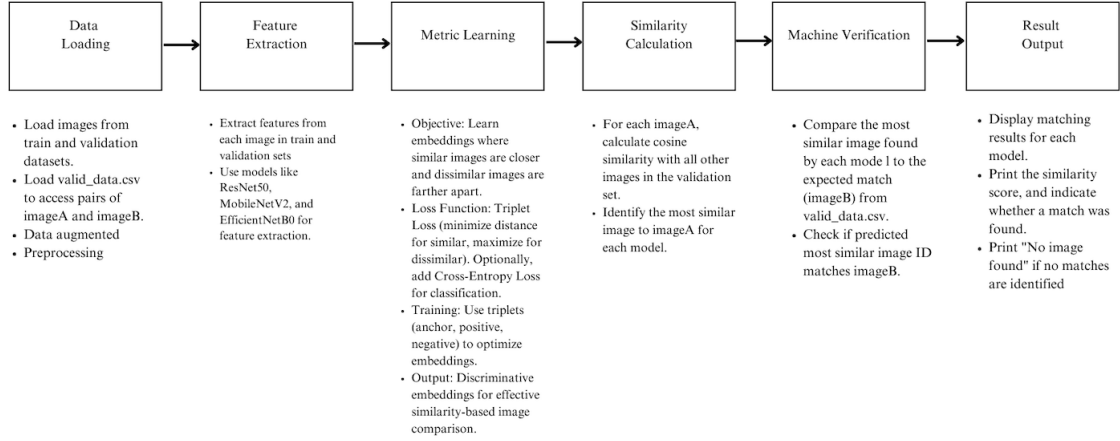 Data
Loading
Feature
Extraction
Metric Learning
Similarity
Calculation
Machine Verification
Result
Output
• Load images from
train and validation
datasets.
• Load valid_data.csv
to access pairs of
imageA and imageB.
• Data augmented
• Preprocessing
• Extract features from
each image in train and
validation sets
• Use models like
ResNet50,
MobileNetV2, and
EfficientNetB0 for
feature extraction.
• Objective: Learn
embeddings where
similar images are closer
and dissimilar images are
farther apart.
• Loss Function: Triplet
Loss (minimize distance
for similar, maximize for
dissimilar). Optionally,
add Cross-Entropy Loss
for classification.
• Training: Use triplets
(anchor, positive,
negative) to optimize
embeddings.
• Output: Discriminative
embeddings for effective
similarity-based image
comparison.
• For each imageA,
calculate cosine
similarity with all other
images in the validation
set.
• Identify the most similar
image to imageA for
each model.
• Compare the most
similar image found
by each mode l to the
expected match
(imageB) from
valid_data.csv.
• Check if predicted
most similar image ID
matches imageB.
• Display matching
results for each
model.
• Print the similarity
score, and indicate
whether a match was
found.
• Print "No image
found" if no matches
are identified